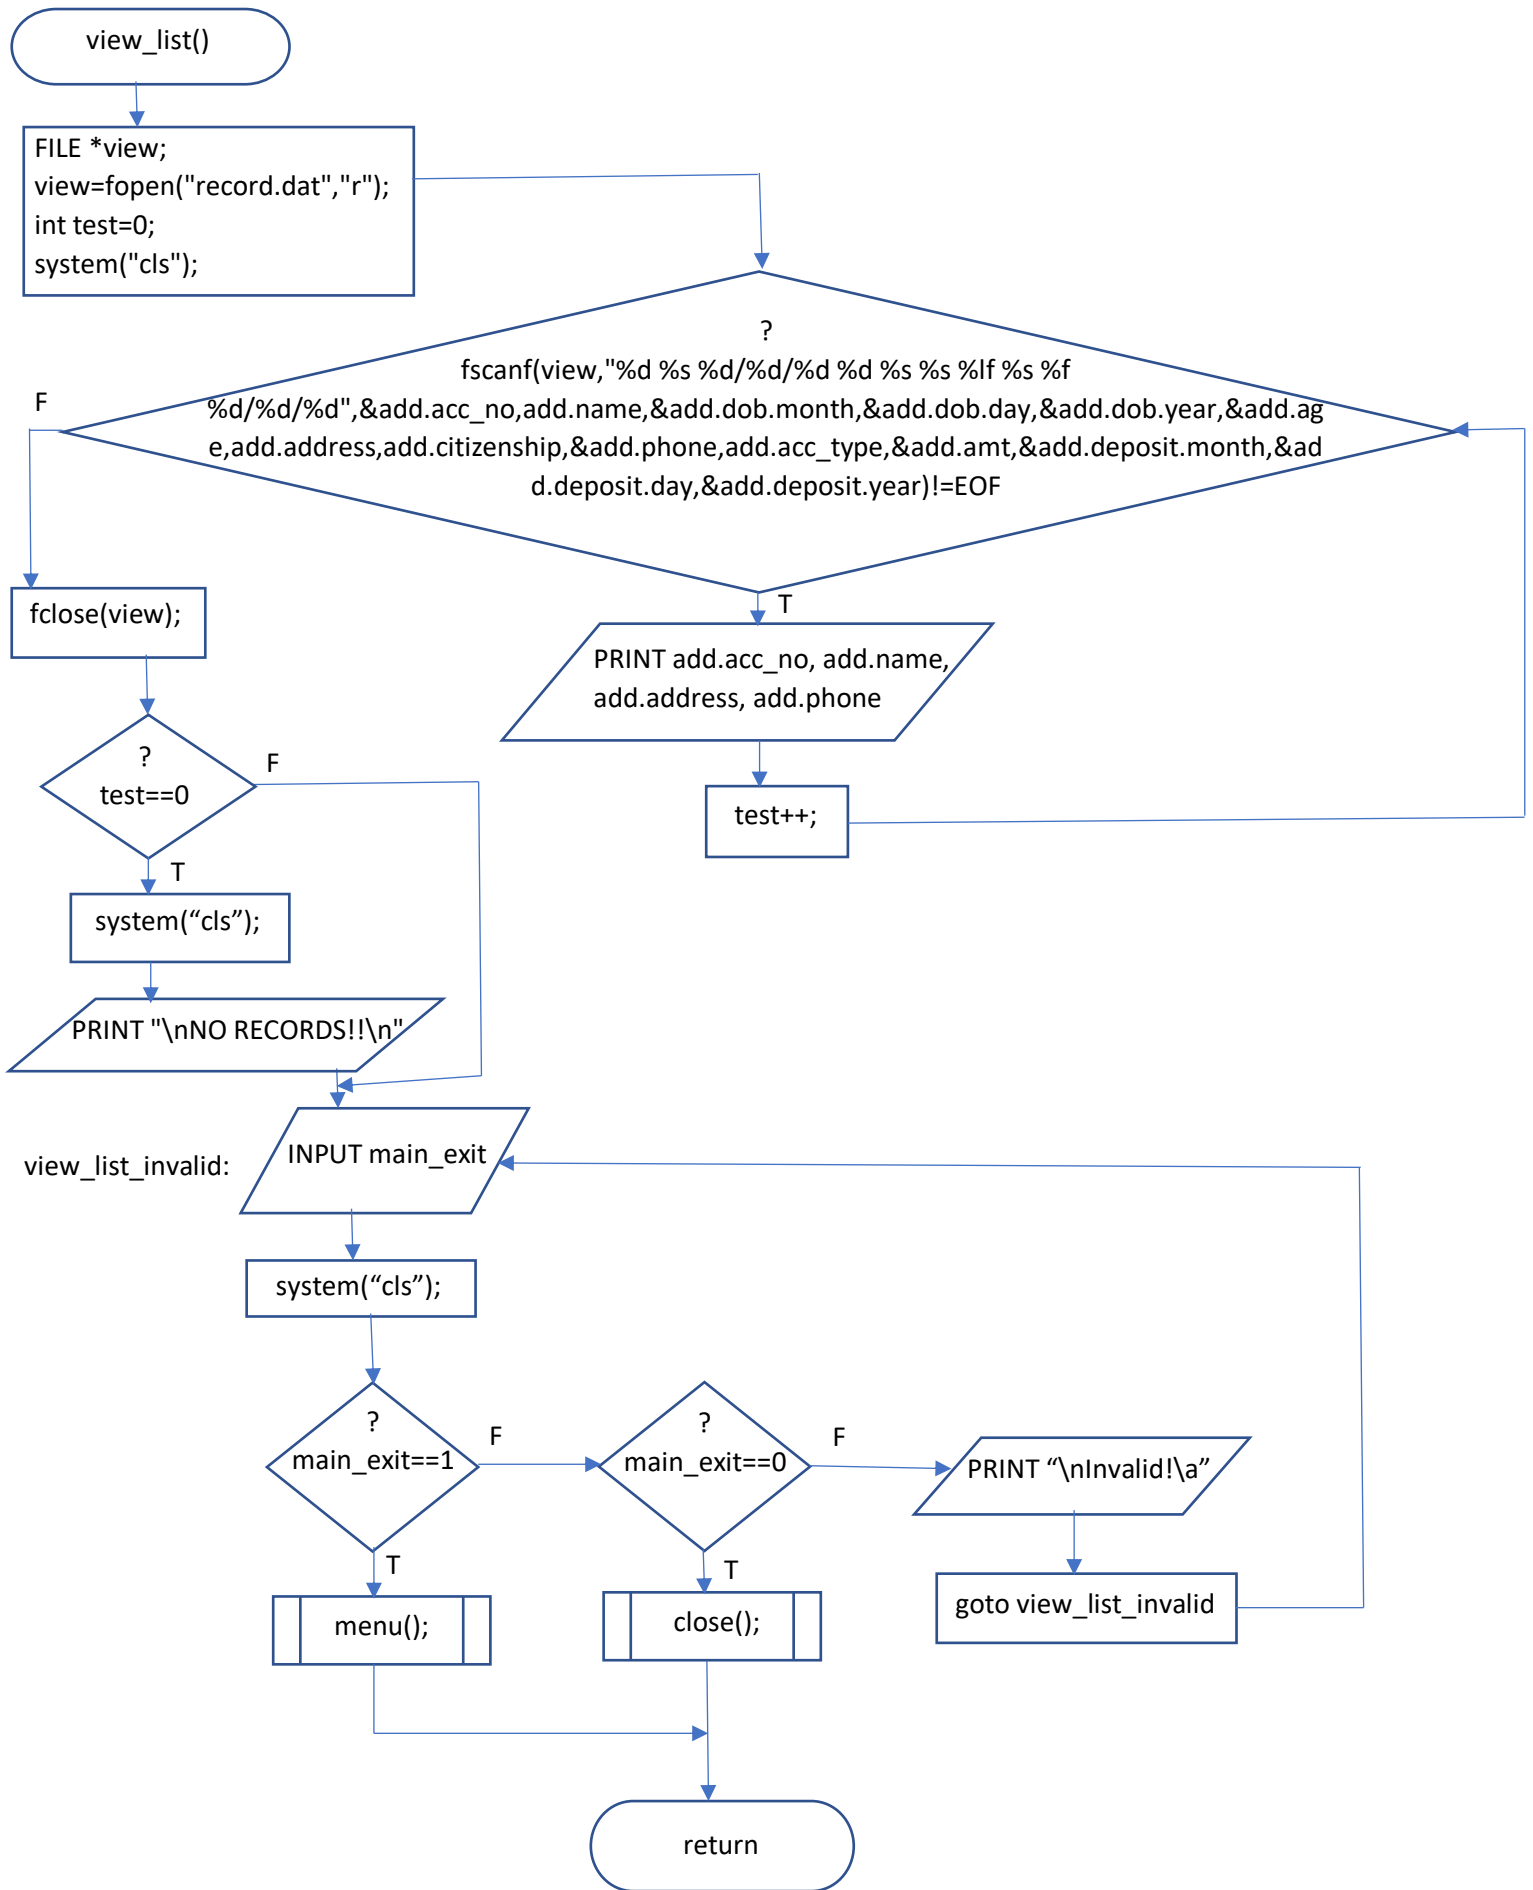 view_list()
FILE *view;
view=fopen("record.dat","r");
int test=0;
system("cls");
?
fscanf(view,"%d %s %d/%d/%d %d %s %s %lf %s %f
%d/%d/%d",&add.acc_no,add.name,&add.dob.month,&add.dob.day,&add.dob.year,&add.ag
e,add.address,add.citizenship,&add.phone,add.acc_type,&add.amt,&add.deposit.month,&ad
d.deposit.day,&add.deposit.year)!=EOF
F
T
fclose(view);
PRINT add.acc_no, add.name,
add.address, add.phone
test++;
?
test==0
F
T
system(“cls”);
PRINT "\nNO RECORDS!!\n"
view_list_invalid:
INPUT main_exit
system(“cls”);
?
main_exit==1
F
?
main_exit==0
F
PRINT “\nInvalid!\a”
T
T
menu();
close();
goto view_list_invalid
return